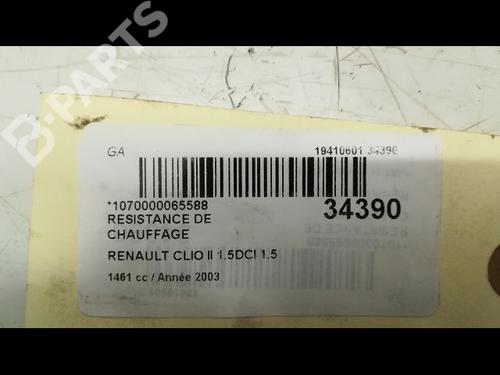 B-PARTS
GA
19410601 34390
*1070000065588
34390
RESISTANCE DE
CHAUFFAGE
RENAULT CLIO II 1.5DCI 1.5
1461 cc / Année 2003